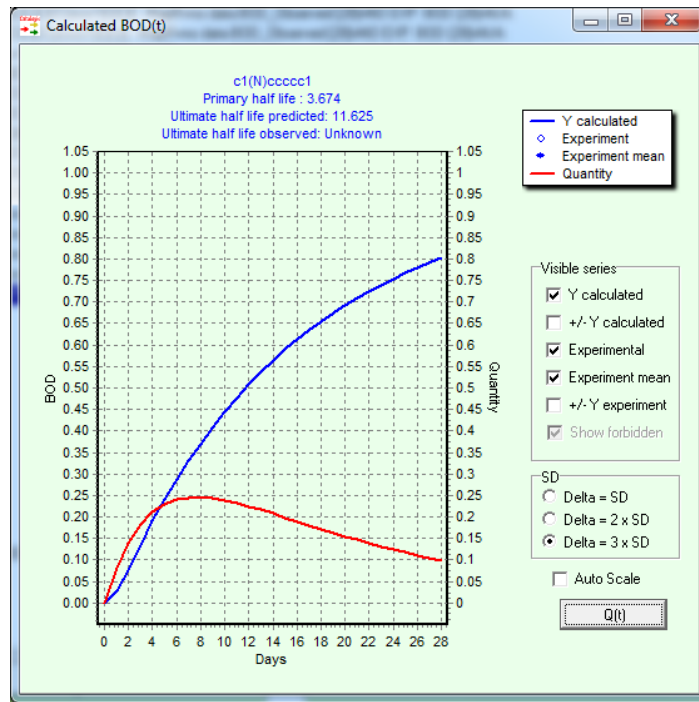 Catalogic
Calculated BOD(t)
c1(N)ccccc1
Primary half life : 3.674
Ultimate half life predicted: 11.625
Ultimate half life observed: Unknown
Y calculated
Experiment
Experiment mean
Quantity
1.05
1.00
0.95
0.90
0.85
0.80
0.75
0.70
0.65
0.60
0.55
0.50
0.45
0.40
0.35
0.30
0.25
0.20
0.15
0.10
0.05
0.00
BOD
1.05
1
0.95
0.9
0.85
0.8
0.75
0.7
0.65
0.6
0.55
0.5
0.45
0.4
0.35
0.3
0.25
0.2
0.15
0.1
0.05
0
Quantity
0 2 4 6 8 10 12 14 16 18 20 22 24 26 28
Days
Visible series
Y calculated
+/- Y calculated
Experimental
Experiment mean
+/- Y experiment
Show forbidden
SD
Delta = SD
Delta = 2 x SD
Delta = 3 x SD
Auto Scale
Q(t)